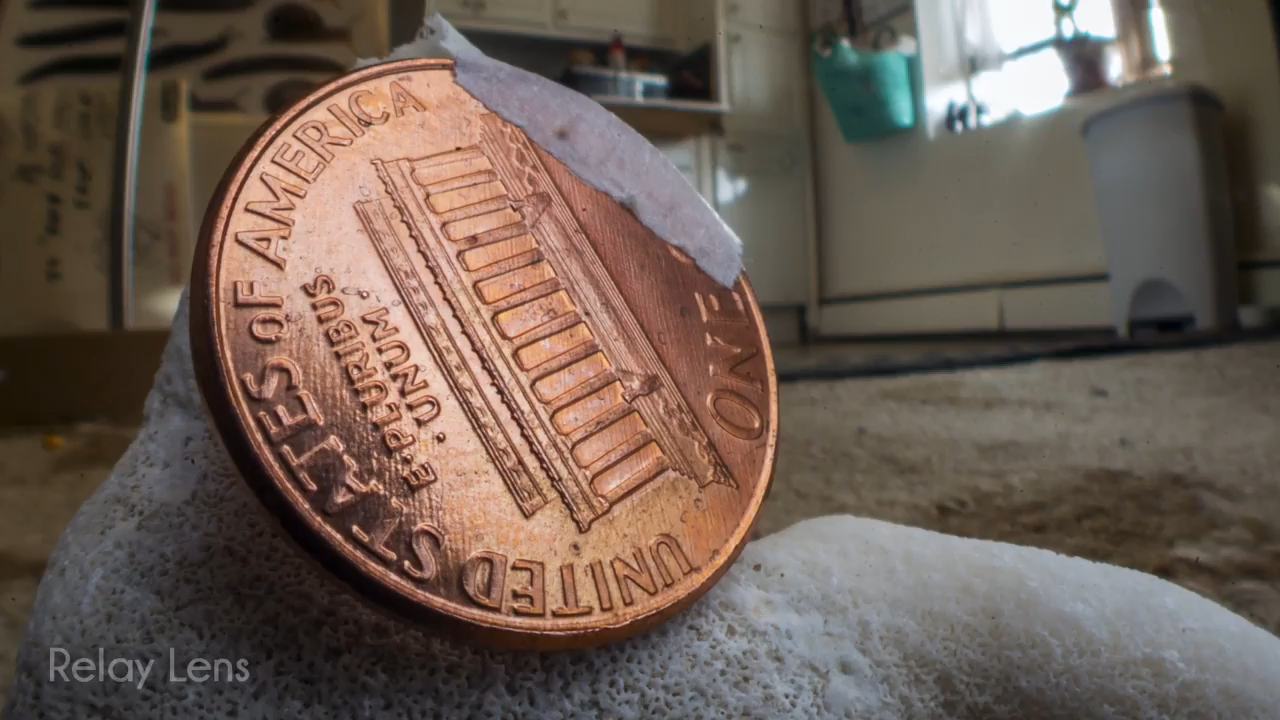 UNITED STATES OF AMERICA
E·PLURIBUS
·UNUM·
ONE
Relay Lens